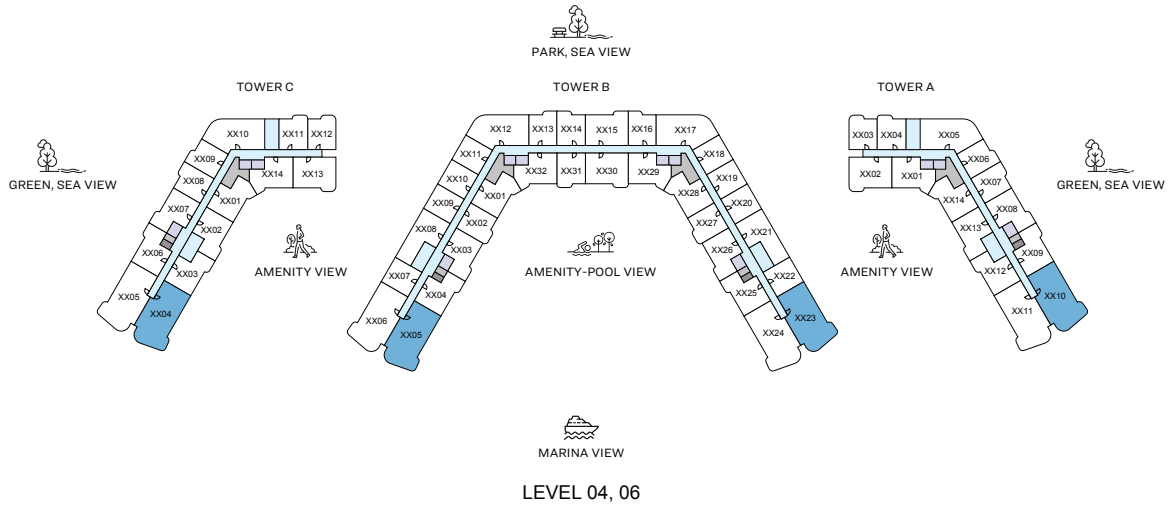 PARK, SEA VIEW
TOWER C
TOWER B
TOWER A
XX10 XX11 XX12
XX09
XX08
XX14 XX13
XX01
XX07
XX02
XX06
XX03
XX05
XX04
XX12 XX13 XX14 XX15 XX16 XX17
XX11
XX18
XX10
XX32 XX31 XX30 XX29
XX19
XX01
XX28
XX09
XX20
XX02
XX27
XX08
XX21
XX03
XX26
XX07
XX22
XX04
XX25
XX06
XX23
XX05
XX24
XX03 XX04 XX05
XX06
XX02 XX01
XX07
XX14
XX08
XX13
XX09
XX12
XX10
XX11
GREEN, SEA VIEW
GREEN, SEA VIEW
AMENITY VIEW
AMENITY-POOL VIEW
AMENITY VIEW
MARINA VIEW
LEVEL 04, 06